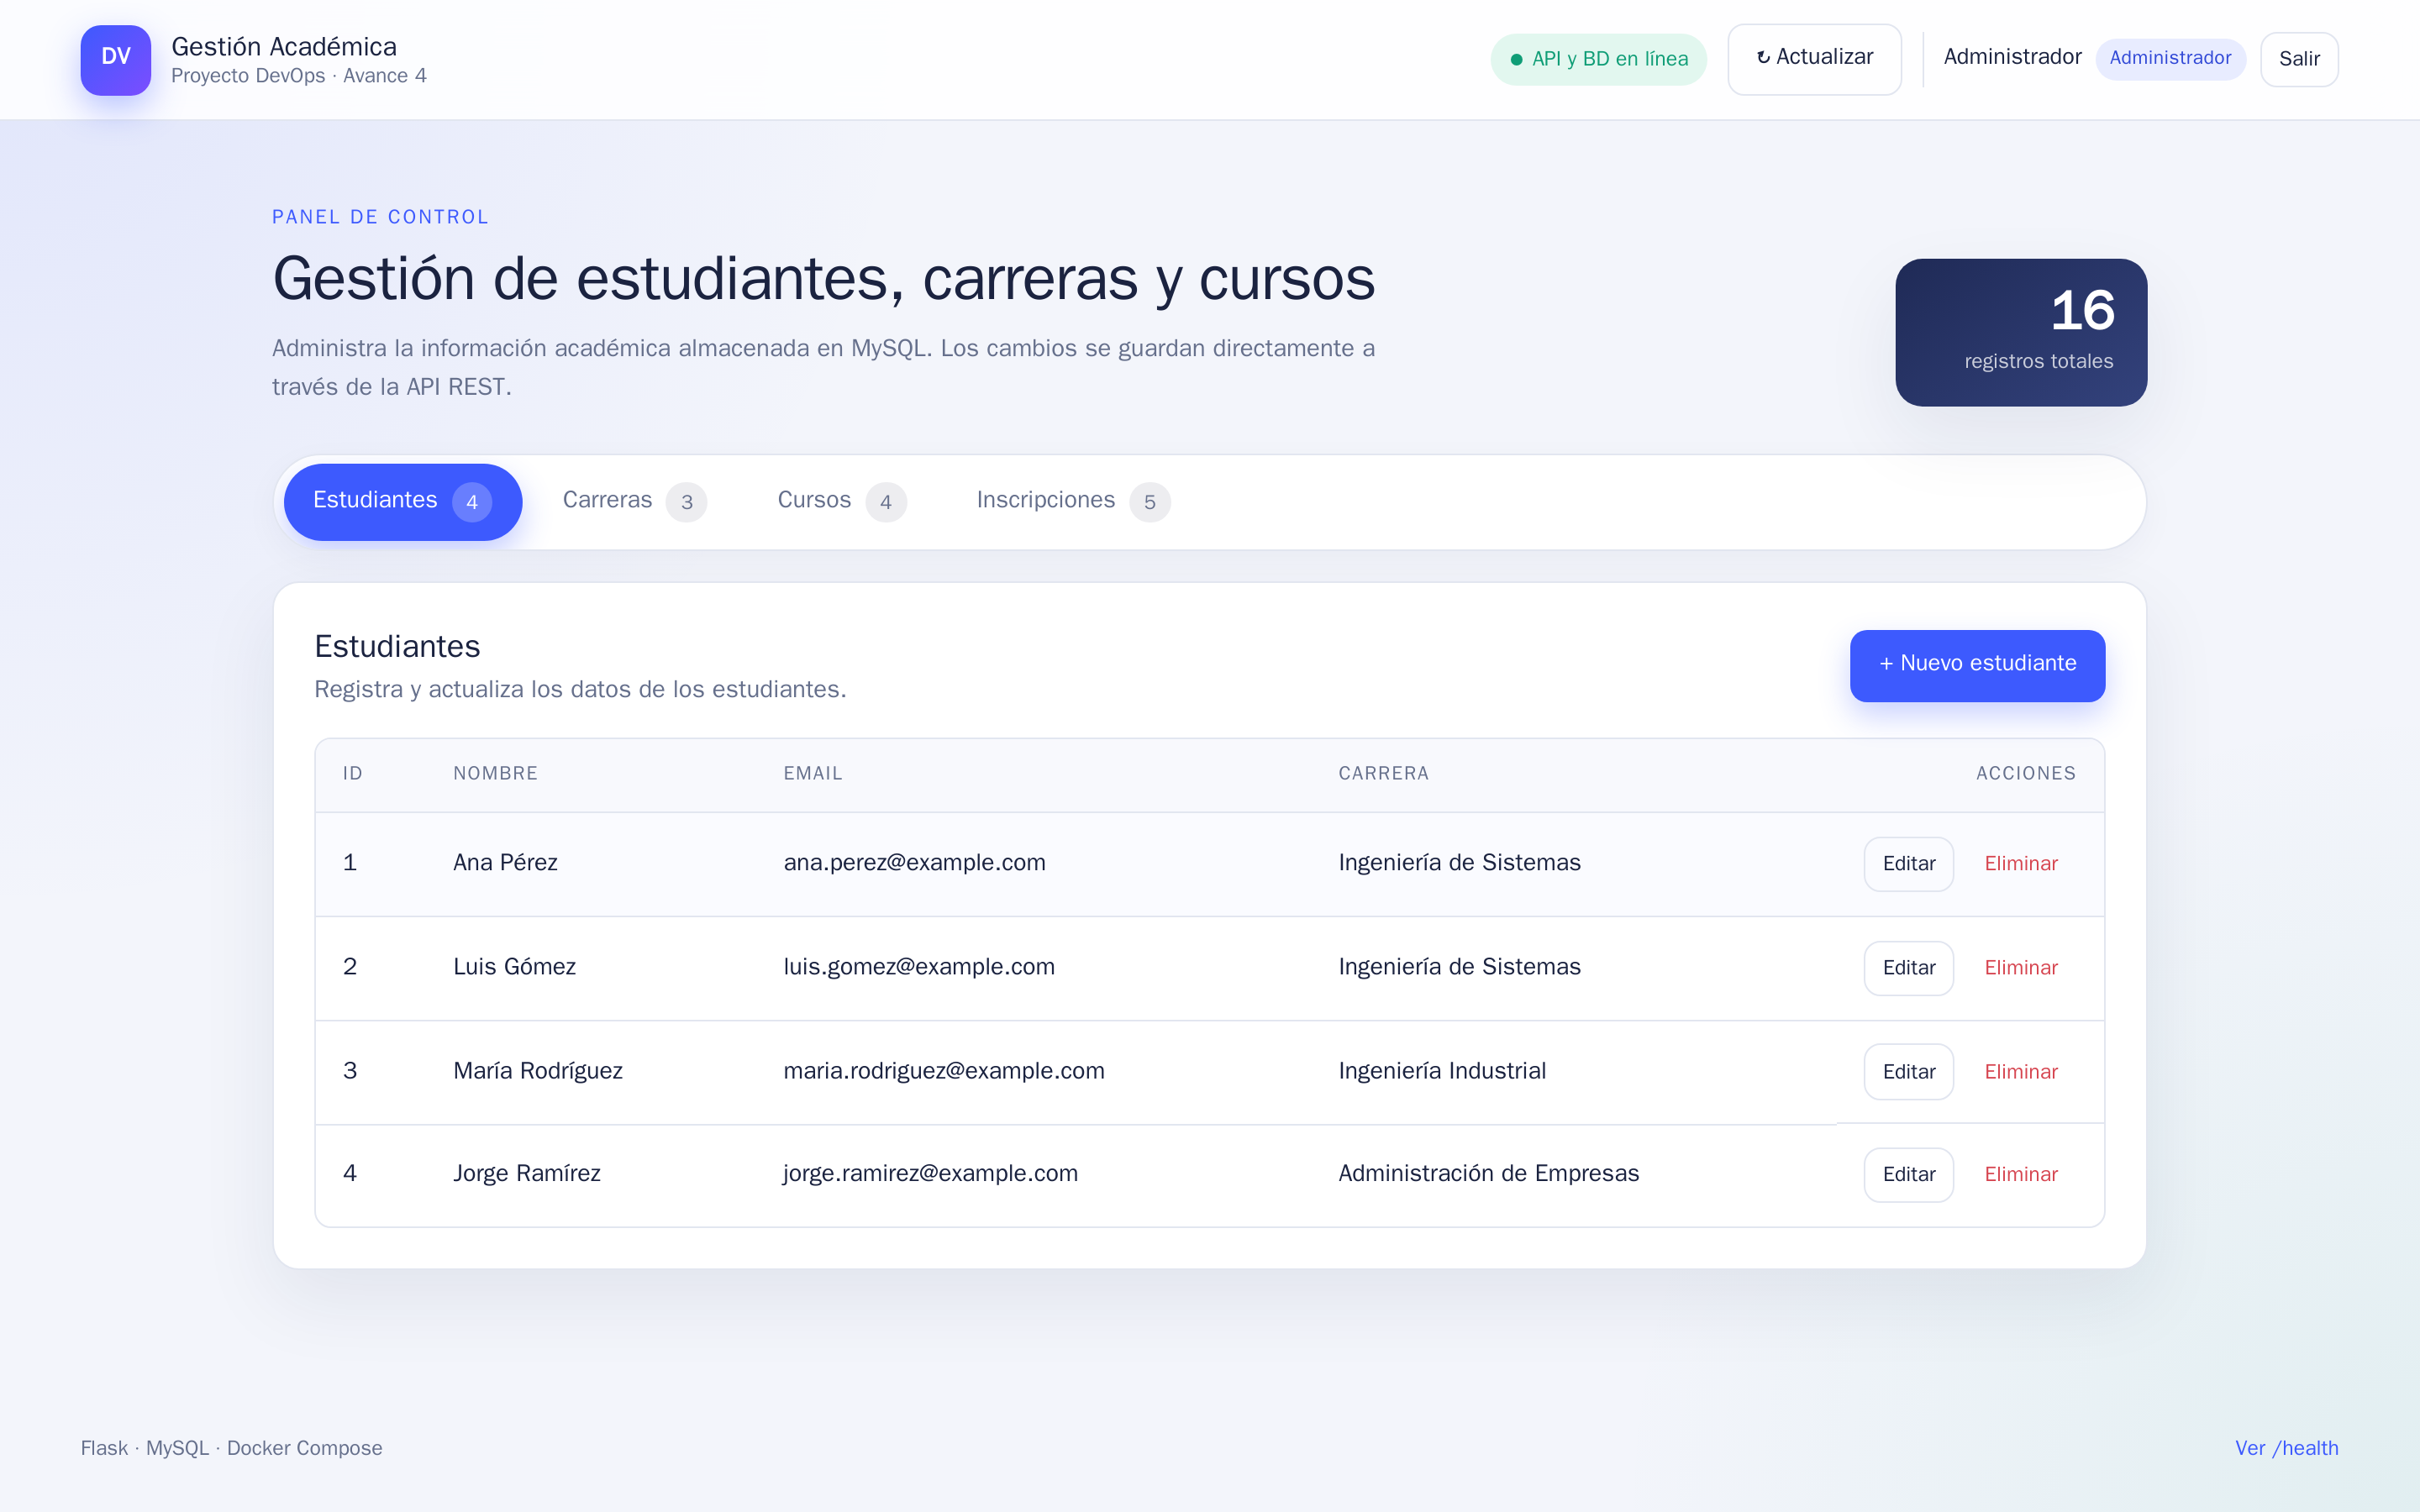 DV
Gestión Académica
Proyecto DevOps · Avance 4
API y BD en línea
↻ Actualizar
Administrador
Administrador
Salir
PANEL DE CONTROL
Gestión de estudiantes, carreras y cursos
Administra la información académica almacenada en MySQL. Los cambios se guardan directamente a
través de la API REST.
16
registros totales
Estudiantes 4
Carreras 3
Cursos 4
Inscripciones 5
Estudiantes
Registra y actualiza los datos de los estudiantes.
+ Nuevo estudiante
ID NOMBRE EMAIL CARRERA ACCIONES
1 Ana Pérez ana.perez@example.com Ingeniería de Sistemas Editar Eliminar
2 Luis Gómez luis.gomez@example.com Ingeniería de Sistemas Editar Eliminar
3 María Rodríguez maria.rodriguez@example.com Ingeniería Industrial Editar Eliminar
4 Jorge Ramírez jorge.ramirez@example.com Administración de Empresas Editar Eliminar
Flask · MySQL · Docker Compose
Ver /health